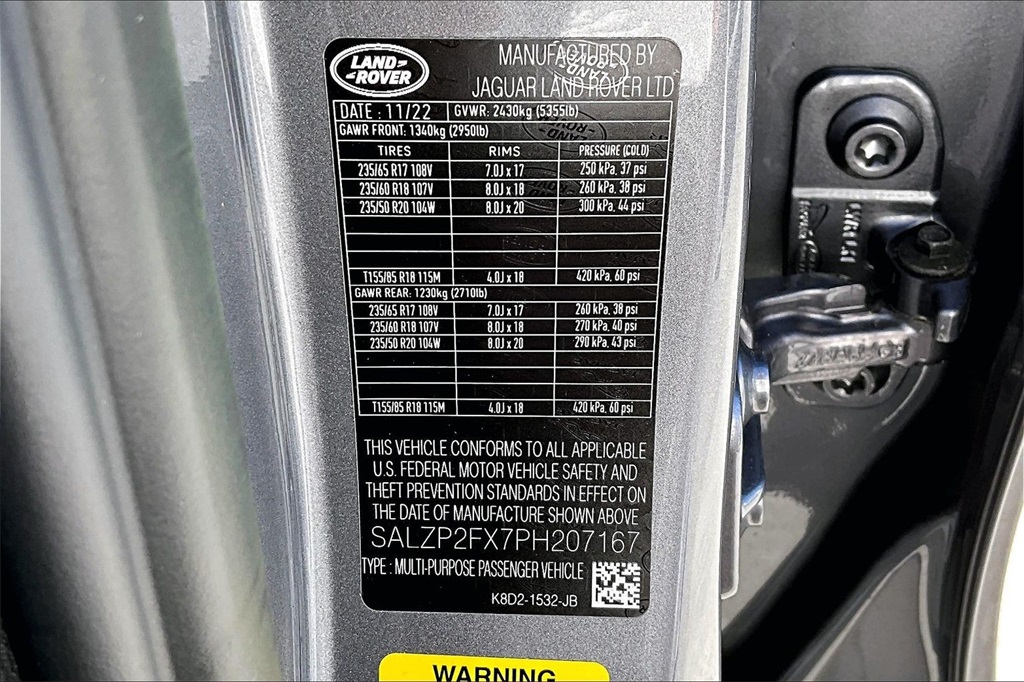 LAND
ROVER
MANUFACTURED BY
JAGUAR LAND ROVER LTD
DATE : 11/22 GVWR: 2430kg (5355lb)
GAWR FRONT: 1340kg (2950lb)
TIRES RIMS PRESSURE (COLD)
235/65 R17 108V 7.0J x 17 250 kPa, 37 psi
235/60 R18 107V 8.0J x 18 260 kPa, 38 psi
235/50 R20 104W 8.0J x 20 300 kPa, 44 psi
T155/85 R18 115M 4.0J x 18 420 kPa, 60 psi
GAWR REAR: 1230kg (2710lb)
235/65 R17 108V 7.0J x 17 260 kPa, 38 psi
235/60 R18 107V 8.0J x 18 270 kPa, 40 psi
235/50 R20 104W 8.0J x 20 290 kPa, 43 psi
T155/85 R18 115M 4.0J x 18 420 kPa, 60 psi
THIS VEHICLE CONFORMS TO ALL APPLICABLE
U.S. FEDERAL MOTOR VEHICLE SAFETY AND
THEFT PREVENTION STANDARDS IN EFFECT ON
THE DATE OF MANUFACTURE SHOWN ABOVE
SALZP2FX7PH207167
TYPE : MULTI-PURPOSE PASSENGER VEHICLE
K8D2-1532-JB
WARNING